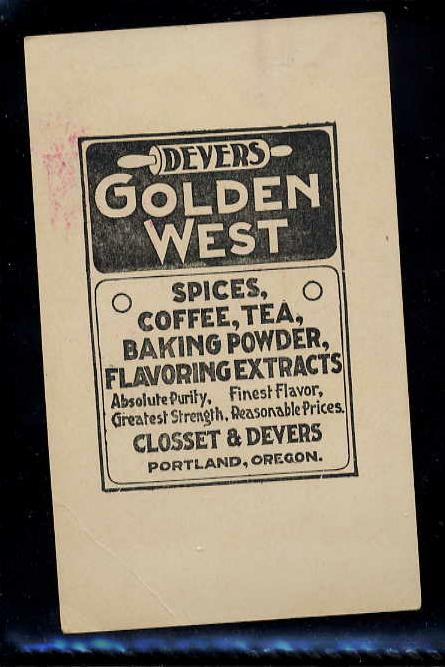 DEVERS
GOLDEN
WEST
SPICES,
COFFEE, TEA,
BAKING POWDER,
FLAVORING EXTRACTS
Absolute Purity, Finest Flavor,
Greatest Strength, Reasonable Prices.
CLOSSET & DEVERS
PORTLAND, OREGON.